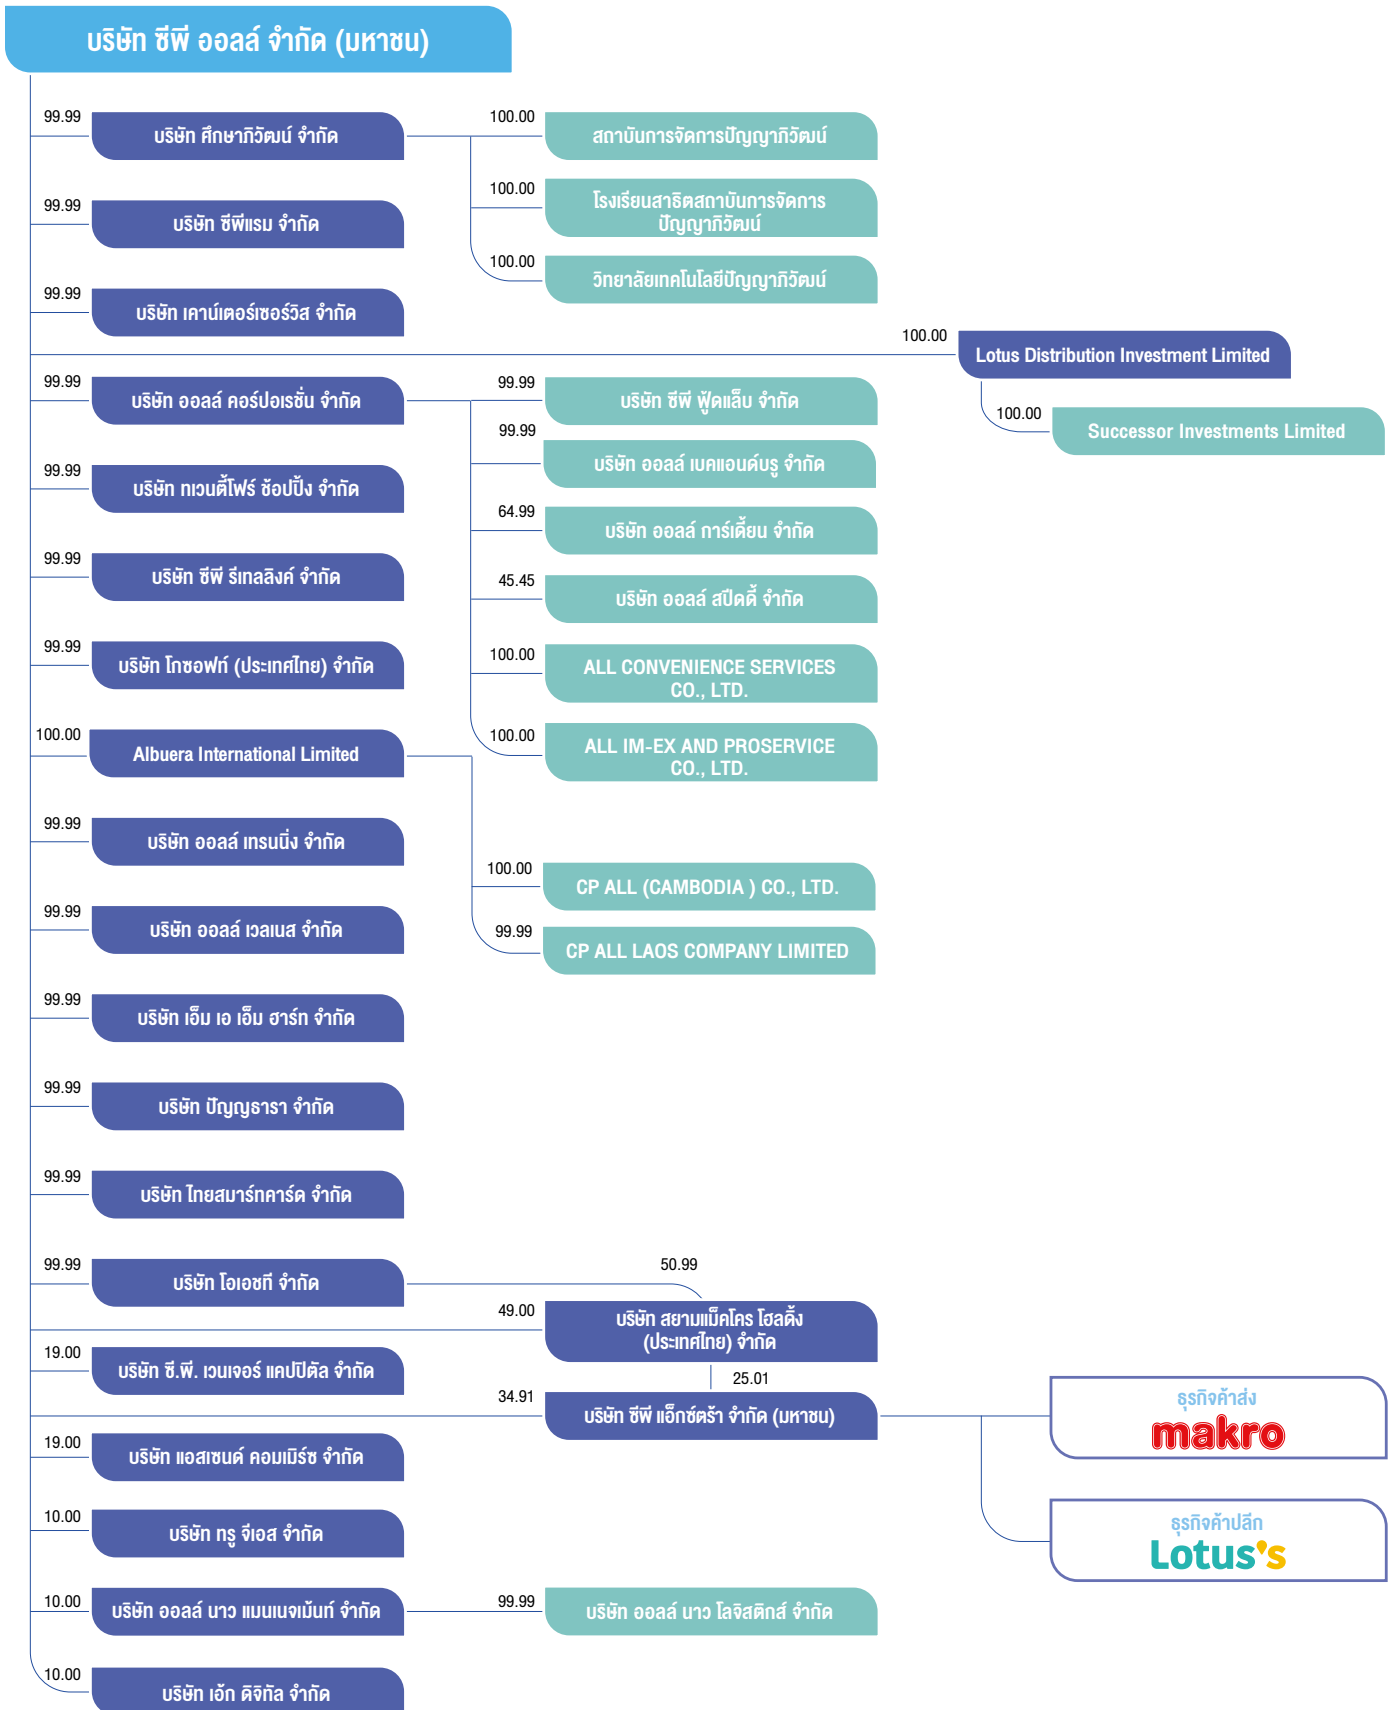 บริษัท ซีพี ออลล์ จำกัด (มหาชน)
99.99
บริษัท ศึกษาภิวัฒน์ จำกัด
100.00
สถาบันการจัดการปัญญาภิวัฒน์
100.00
โรงเรียนสาธิตสถาบันการจัดการ
ปัญญาภิวัฒน์
100.00
วิทยาลัยเทคโนโลยีปัญญาภิวัฒน์
99.99
บริษัท ซีพีแรม จำกัด
99.99
บริษัท เคาน์เตอร์เซอร์วิส จำกัด
100.00
Lotus Distribution Investment Limited
100.00
Successor Investments Limited
99.99
บริษัท ออลล์ คอร์ปอเรชั่น จำกัด
99.99
บริษัท ซีพี ฟู้ดแล็บ จำกัด
99.99
บริษัท ออลล์ เบคแอนด์บรู จำกัด
64.99
บริษัท ออลล์ การ์เดี้ยน จำกัด
45.45
บริษัท ออลล์ สปีดดี้ จำกัด
100.00
ALL CONVENIENCE SERVICES
CO., LTD.
100.00
ALL IM-EX AND PROSERVICE
CO., LTD.
99.99
บริษัท ทเวนตี้โฟร์ ช้อปปิ้ง จำกัด
99.99
บริษัท ซีพี รีเทลลิงค์ จำกัด
99.99
บริษัท โกซอฟท์ (ประเทศไทย) จำกัด
100.00
Albuera International Limited
100.00
CP ALL (CAMBODIA ) CO., LTD.
99.99
CP ALL LAOS COMPANY LIMITED
99.99
บริษัท ออลล์ เทรนนิ่ง จำกัด
99.99
บริษัท ออลล์ เวลเนส จำกัด
99.99
บริษัท เอ็ม เอ เอ็ม ฮาร์ท จำกัด
99.99
บริษัท ปัญญธารา จำกัด
99.99
บริษัท ไทยสมาร์ทคาร์ด จำกัด
99.99
บริษัท โอเอชที จำกัด
50.99
49.00
บริษัท สยามแม็คโคร โฮลดิ้ง
(ประเทศไทย) จำกัด
19.00
บริษัท ซี.พี. เวนเจอร์ แคปปิตัล จำกัด
25.01
34.91
บริษัท ซีพี แอ็กซ์ตร้า จำกัด (มหาชน)
ธุรกิจค้าส่ง
makro
ธุรกิจค้าปลีก
Lotus's
19.00
บริษัท แอสเซนด์ คอมเมิร์ซ จำกัด
10.00
บริษัท ทรู จีเอส จำกัด
10.00
บริษัท ออลล์ นาว แมนเนจเม้นท์ จำกัด
99.99
บริษัท ออลล์ นาว โลจิสติกส์ จำกัด
10.00
บริษัท เอ้ก ดิจิทัล จำกัด